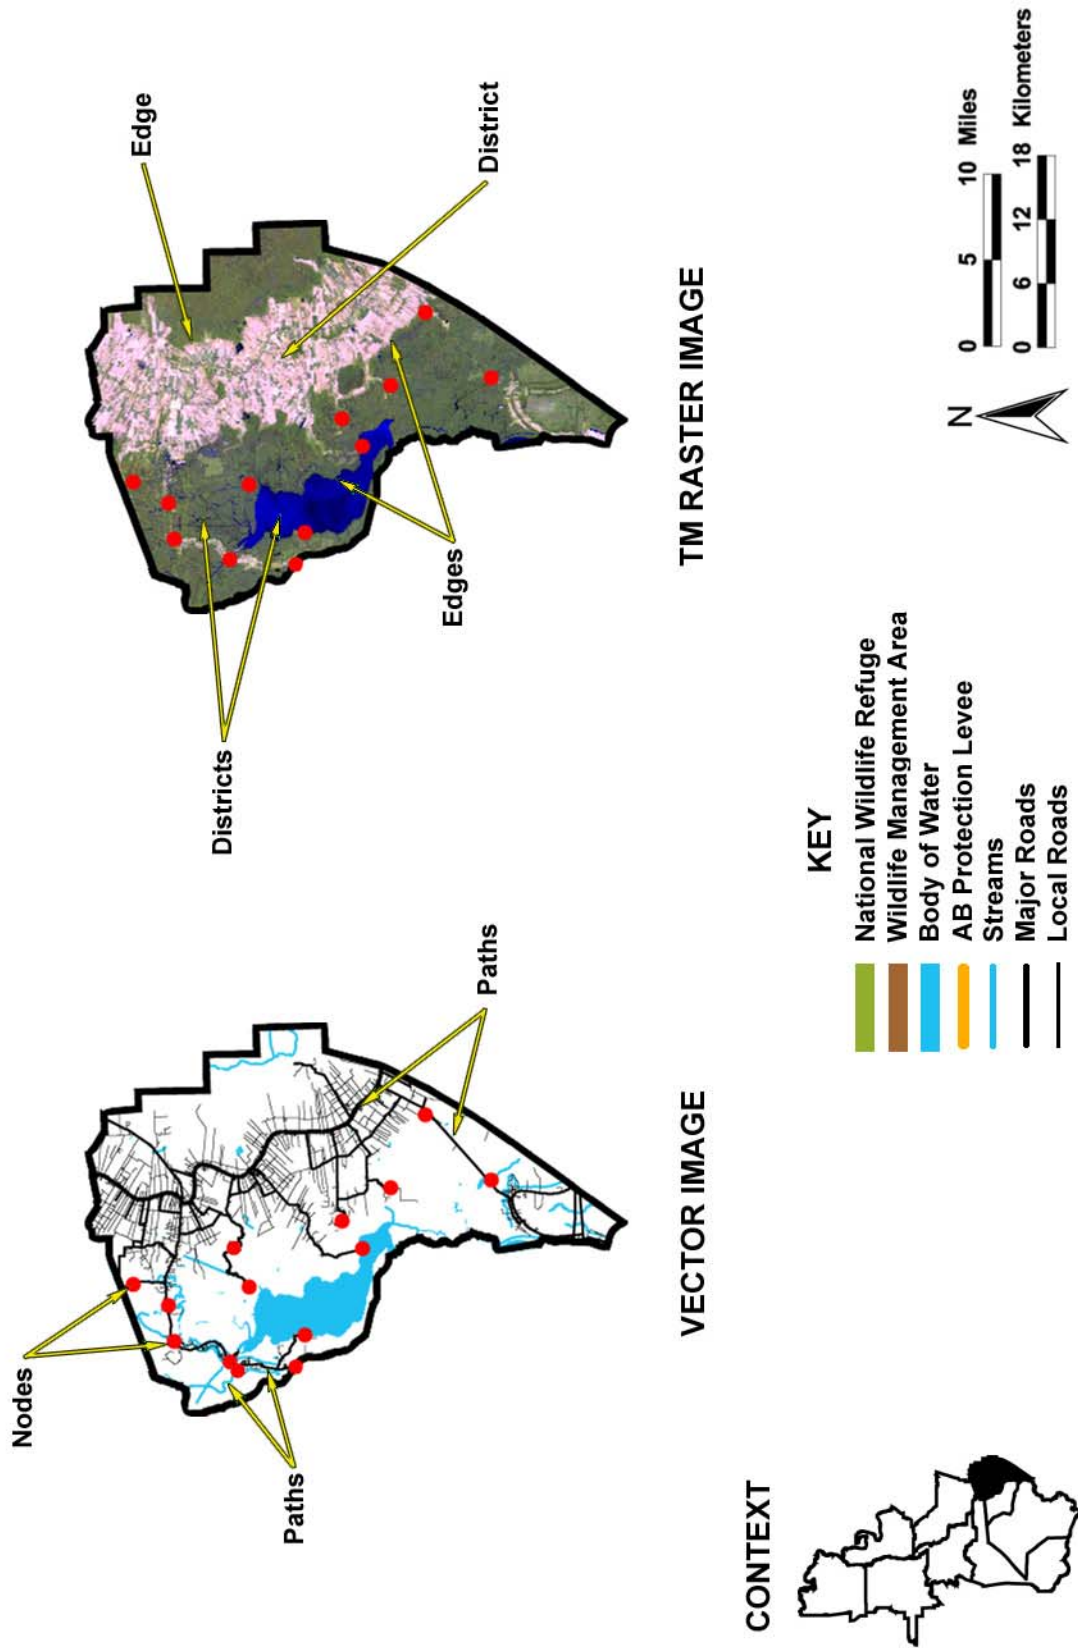 Nodes
Paths
Paths
VECTOR IMAGE
Districts
Edges
Edge
District
TM RASTER IMAGE
CONTEXT
KEY
National Wildlife Refuge
Wildlife Management Area
Body of Water
AB Protection Levee
Streams
Major Roads
Local Roads
N
0 5 10 Miles
0 6 12 18 Kilometers